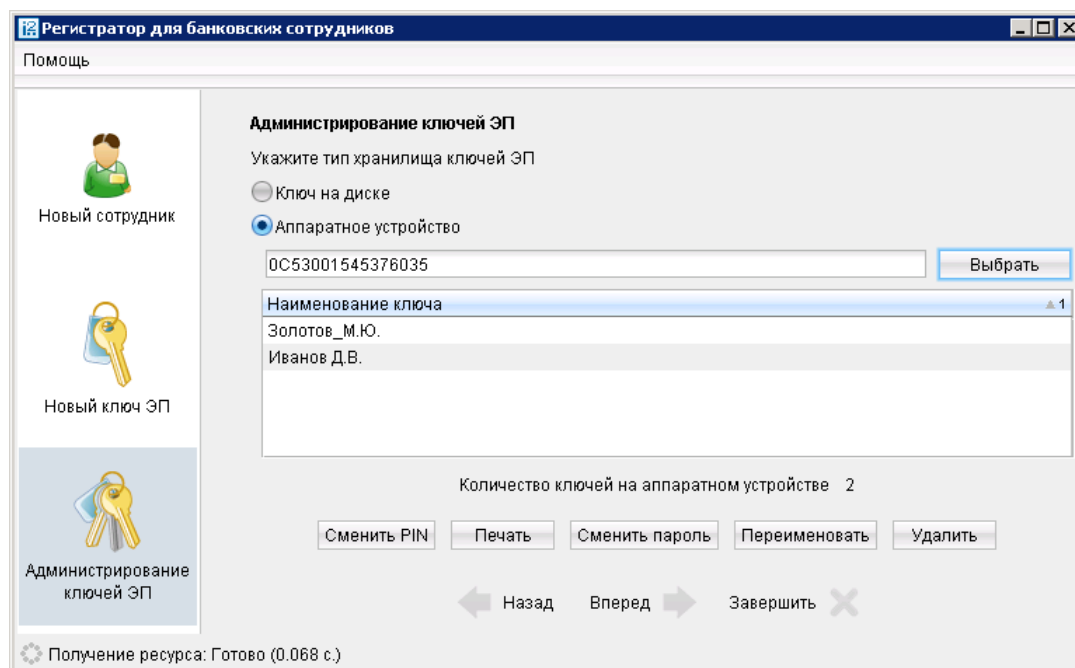 Регистратор для банковских сотрудников
Помощь
Новый сотрудник
Новый ключ ЭП
Администрирование
ключей ЭП
Администрирование ключей ЭП
Укажите тип хранилища ключей ЭП
Ключ на диске
Аппаратное устройство
0C53001545376035 Выбрать
Наименование ключа 1
Золотов_М.Ю.
Иванов Д.В.
Количество ключей на аппаратном устройстве 2
Сменить PIN Печать Сменить пароль Переименовать Удалить
Назад Вперед Завершить
Получение ресурса: Готово (0.068 с.)